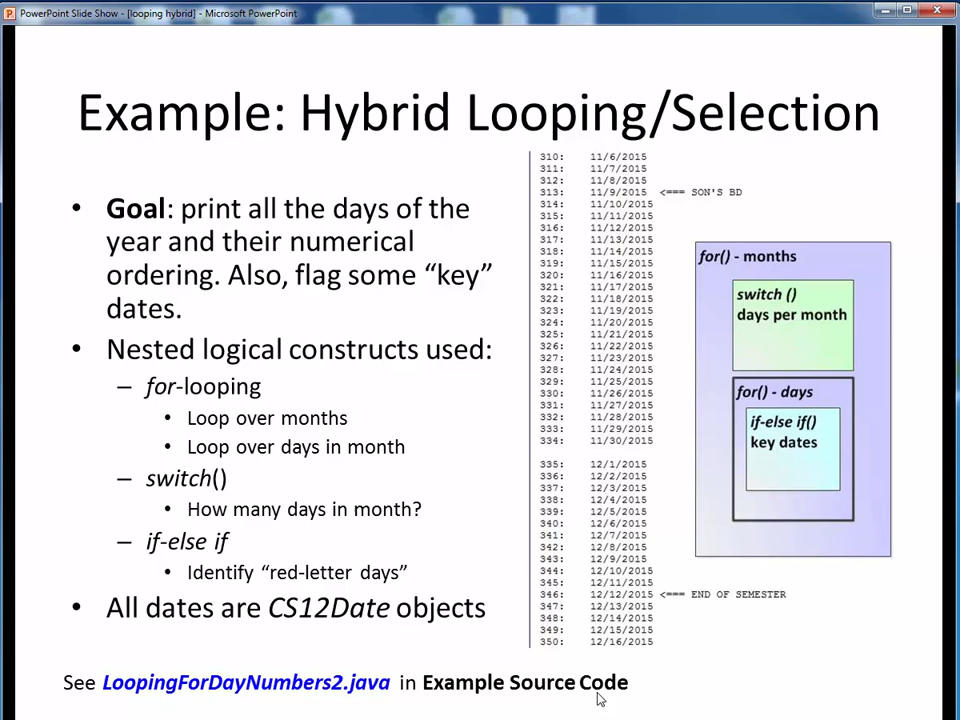 PowerPoint Slide Show - [looping hybrid] - Microsoft PowerPoint
Example: Hybrid Looping/Selection
• Goal: print all the days of the
year and their numerical
ordering. Also, flag some “key”
dates.
• Nested logical constructs used:
– for-looping
• Loop over months
• Loop over days in month
– switch()
• How many days in month?
– if-else if
• Identify “red-letter days”
• All dates are CS12Date objects
310: 11/6/2015
311: 11/7/2015
312: 11/8/2015
313: 11/9/2015 <=== SON'S BD
314: 11/10/2015
315: 11/11/2015
316: 11/12/2015
317: 11/13/2015
318: 11/14/2015
319: 11/15/2015
320: 11/16/2015
321: 11/17/2015
322: 11/18/2015
323: 11/19/2015
324: 11/20/2015
325: 11/21/2015
326: 11/22/2015
327: 11/23/2015
328: 11/24/2015
329: 11/25/2015
330: 11/26/2015
331: 11/27/2015
332: 11/28/2015
333: 11/29/2015
334: 11/30/2015
335: 12/1/2015
336: 12/2/2015
337: 12/3/2015
338: 12/4/2015
339: 12/5/2015
340: 12/6/2015
341: 12/7/2015
342: 12/8/2015
343: 12/9/2015
344: 12/10/2015
345: 12/11/2015
346: 12/12/2015 <=== END OF SEMESTER
347: 12/13/2015
348: 12/14/2015
349: 12/15/2015
350: 12/16/2015
for() - months
switch ()
days per month
for() - days
if-else if()
key dates
See LoopingForDayNumbers2.java in Example Source Code